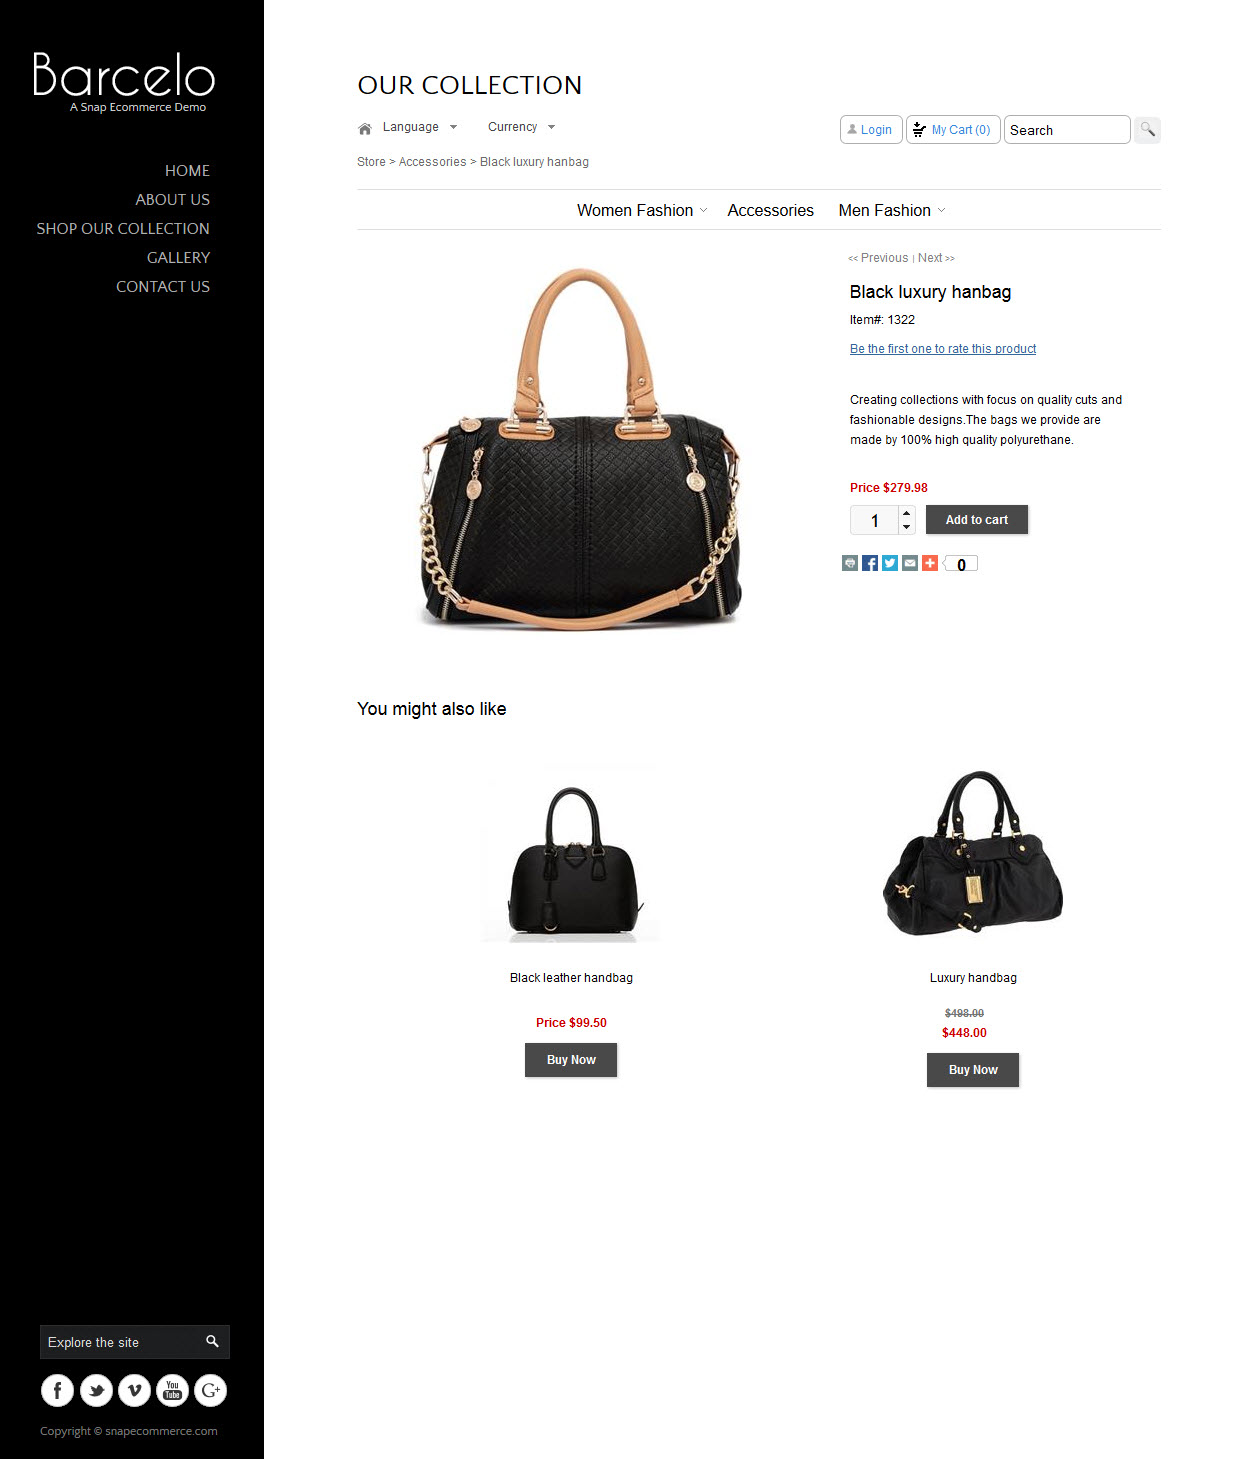 Barcelo
A Snap Ecommerce Demo
HOME
ABOUT US
SHOP OUR COLLECTION
GALLERY
CONTACT US
OUR COLLECTION
Language
Currency
Login
My Cart (0)
Search
Store > Accessories > Black luxury hanbag
Women Fashion
Accessories
Men Fashion
<< Previous | Next >>
Black luxury hanbag
Item#: 1322
Be the first one to rate this product
Creating collections with focus on quality cuts and
fashionable designs.The bags we provide are
made by 100% high quality polyurethane.
Price $279.98
1
Add to cart
0
You might also like
Black leather handbag
Price $99.50
Buy Now
Luxury handbag
$498.00
$448.00
Buy Now
Explore the site
You
Tube
Copyright © snapecommerce.com